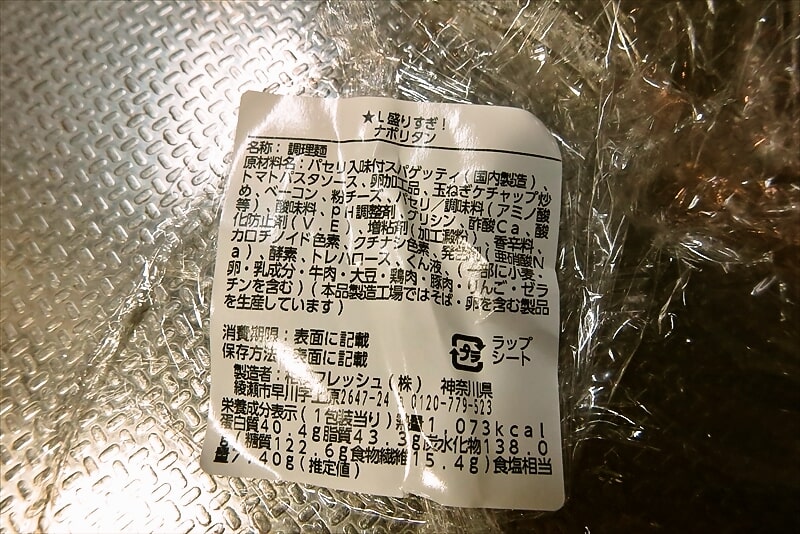 ★L盛りすぎ！
ナポリタン
名称：調理麺
原材料名：パセリ入味付スパゲッティ（国内製造）、
トマトパスタソース、卵加工品、玉ねぎケチャップ炒
め、ベーコン、粉チーズ、パセリ／調味料（アミノ酸
等）、酸味料、pH調整剤、グリシン、酢酸Ca、酸
化防止剤（V．E）、増粘剤（加工澱粉）、香辛料、
カロチノイド色素、クチナシ色素、発色剤（亜硝酸N
a）、酵素、トレハロース、くん液、（一部に小麦・
卵・乳成分・牛肉・大豆・鶏肉・豚肉・りんご・ゼラ
チンを含む）（本品製造工場ではそば・卵を含む製品
を生産しています）
消費期限：表面に記載
保存方法：表面に記載
プラ
ラップ
シート
製造者：フレッシュ（株） 神奈川県
綾瀬市早川字上原2647-24 0120-779-523
栄養成分表示（1包装当り）熱量1,073kcal
蛋白質40.4g脂質43.3g炭水化物138.0
g（糖質122.6g食物繊維15.4g）食塩相当
量7.40g（推定値）